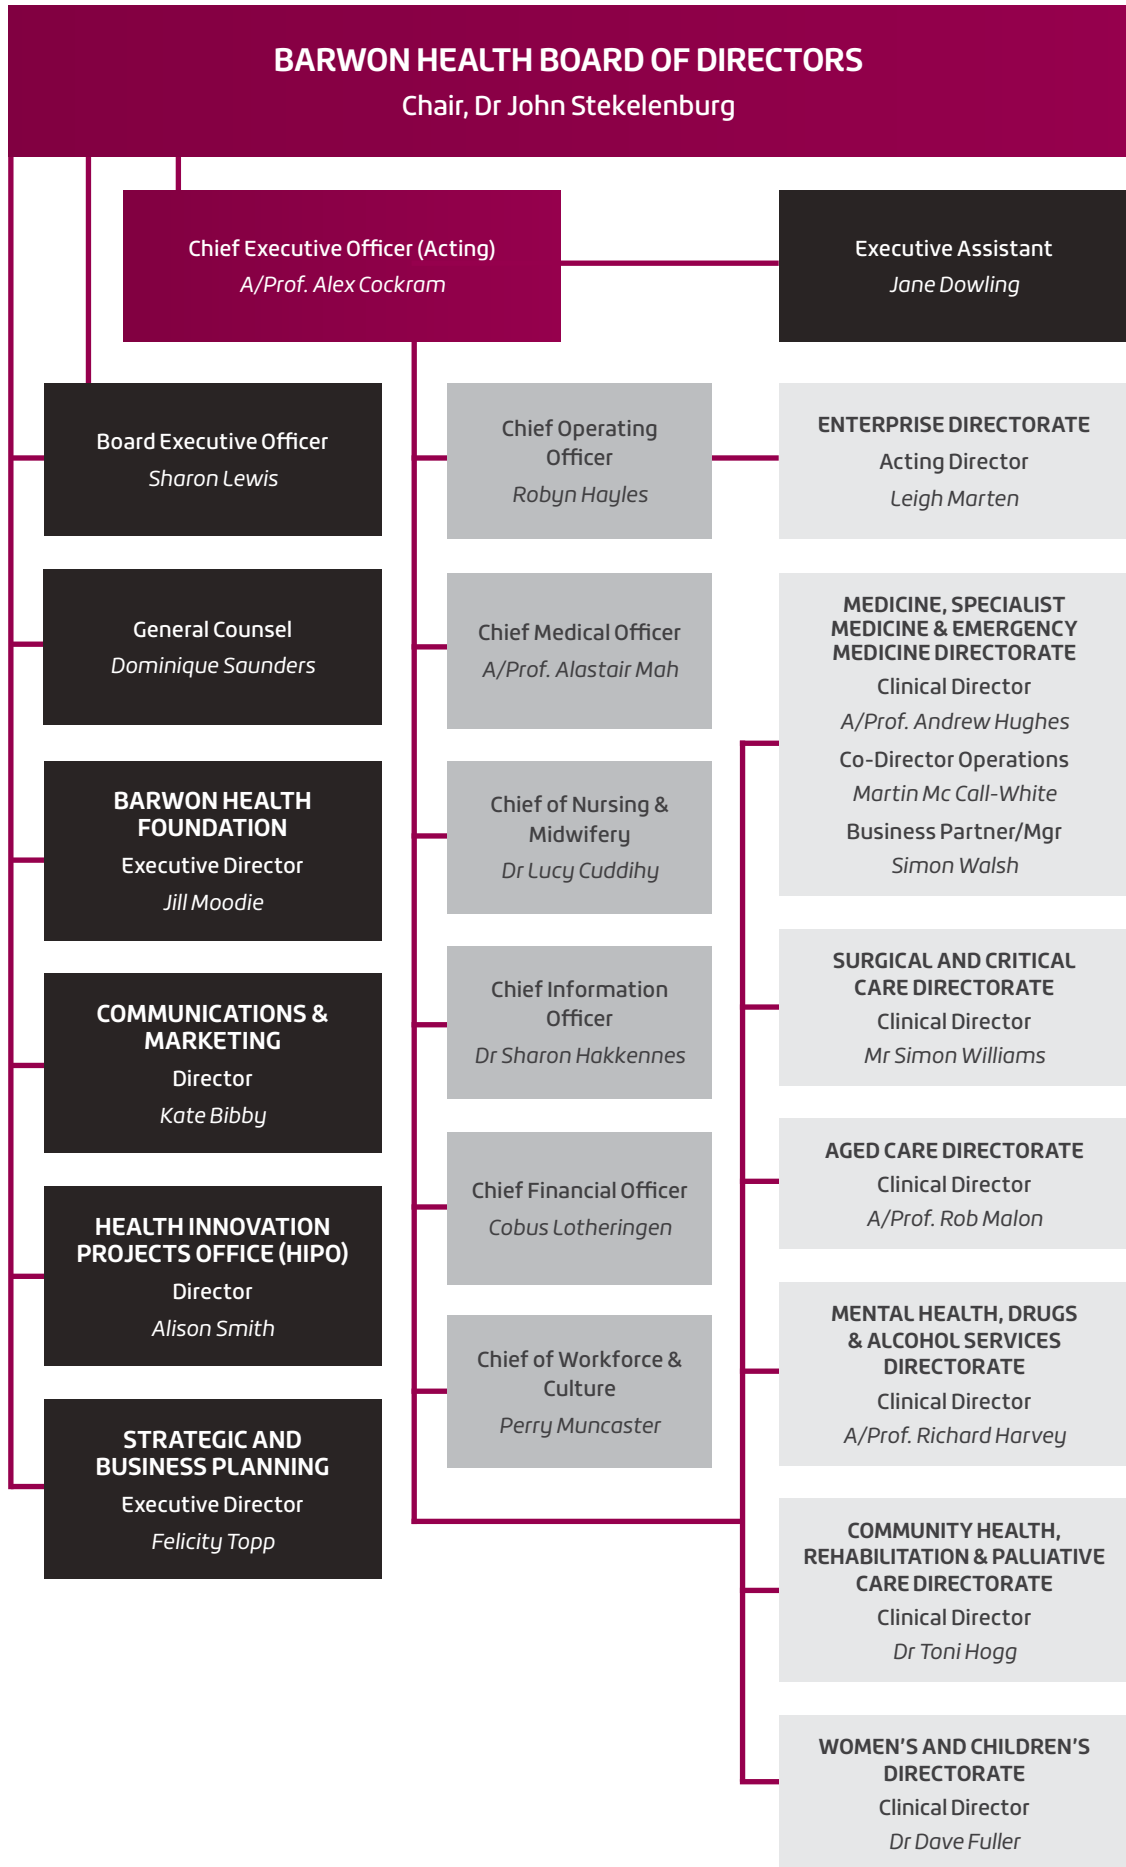 BARWON HEALTH BOARD OF DIRECTORS
Chair, Dr John Stekelenburg
Chief Executive Officer (Acting)
A/Prof. Alex Cockram
Executive Assistant
Jane Dowling
Board Executive Officer
Sharon Lewis
General Counsel
Dominique Saunders
BARWON HEALTH
FOUNDATION
Executive Director
Jill Moodie
COMMUNICATIONS &
MARKETING
Director
Kate Bibby
HEALTH INNOVATION
PROJECTS OFFICE (HIPO)
Director
Alison Smith
STRATEGIC AND
BUSINESS PLANNING
Executive Director
Felicity Topp
Chief Operating
Officer
Robyn Hayles
Chief Medical Officer
A/Prof. Alastair Mah
Chief of Nursing &
Midwifery
Dr Lucy Cuddihy
Chief Information
Officer
Dr Sharon Hakkennes
Chief Financial Officer
Cobus Lotheringen
Chief of Workforce &
Culture
Perry Muncaster
ENTERPRISE DIRECTORATE
Acting Director
Leigh Marten
MEDICINE, SPECIALIST
MEDICINE & EMERGENCY
MEDICINE DIRECTORATE
Clinical Director
A/Prof. Andrew Hughes
Co-Director Operations
Martin Mc Call-White
Business Partner/Mgr
Simon Walsh
SURGICAL AND CRITICAL
CARE DIRECTORATE
Clinical Director
Mr Simon Williams
AGED CARE DIRECTORATE
Clinical Director
A/Prof. Rob Malon
MENTAL HEALTH, DRUGS
& ALCOHOL SERVICES
DIRECTORATE
Clinical Director
A/Prof. Richard Harvey
COMMUNITY HEALTH,
REHABILITATION & PALLIATIVE
CARE DIRECTORATE
Clinical Director
Dr Toni Hogg
WOMEN'S AND CHILDREN'S
DIRECTORATE
Clinical Director
Dr Dave Fuller